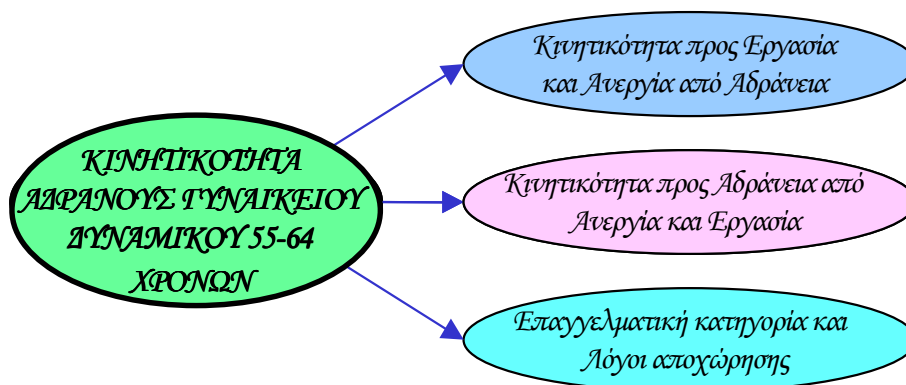 ΚΙΝΗΤΙΚΟΤΗΤΑ
ΑΔΡΑΝΟΥΣ ΓΥΝΑΙΚΕΙΟΥ
ΔΥΝΑΜΙΚΟΥ 55-64
ΧΡΟΝΩΝ
Κινητικότητα προς Εργασία
και Ανεργία από Αδράνεια
Κινητικότητα προς Αδράνεια από
Ανεργία και Εργασία
Επαγγελματική κατηγορία και
Λόγοι αποχώρησης